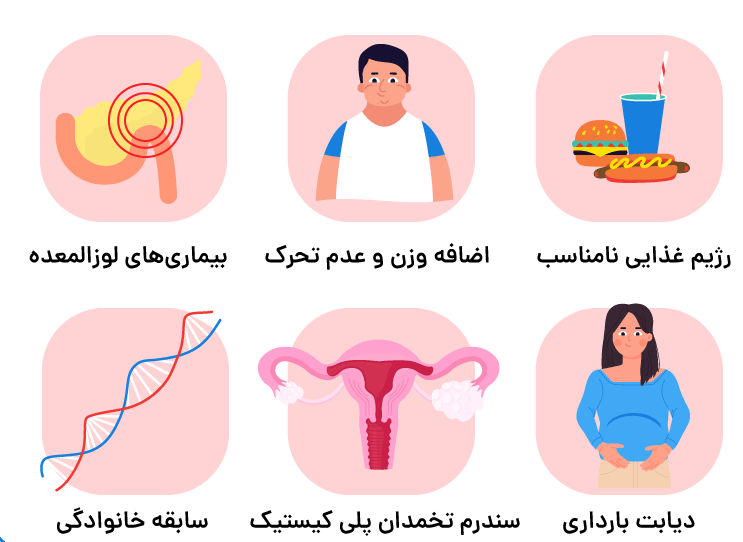 رژیم غذایی نامناسب
اضافه وزن و عدم تحرک
بیماری‌های لوزالمعده
دیابت بارداری
سندرم تخمدان پلی کیستیک
سابقه خانوادگی